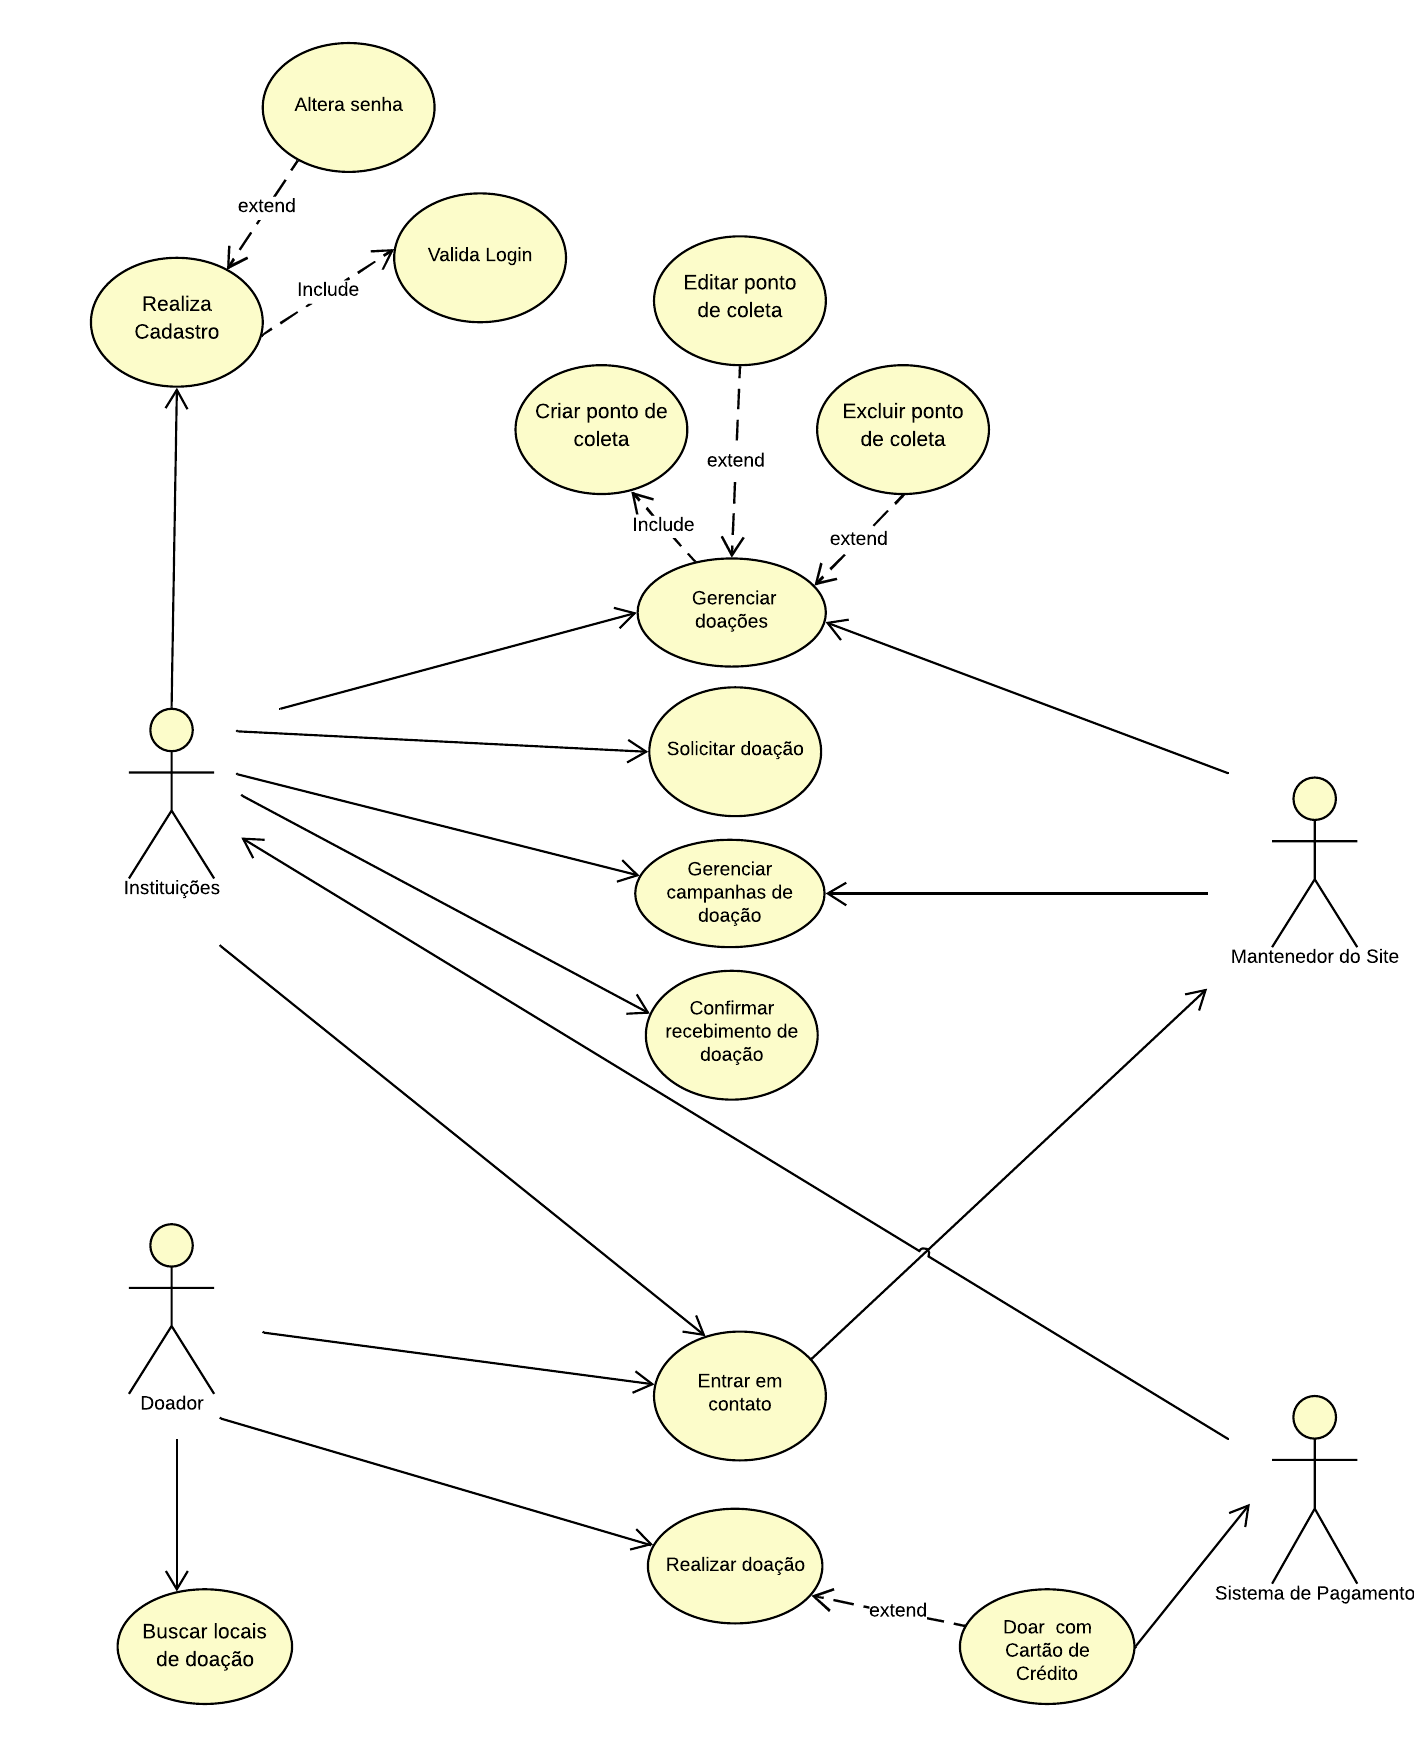 Altera senha
extend
Valida Login
Include
Realiza
Cadastro
Editar ponto
de coleta
Criar ponto de
coleta
Excluir ponto
de coleta
extend
Include
extend
Gerenciar
doações
Solicitar doação
Gerenciar
campanhas de
doação
Instituições
Mantenedor do Site
Confirmar
recebimento de
doação
Entrar em
contato
Doador
Realizar doação
Sistema de Pagamento
extend
Buscar locais
de doação
Doar  com
Cartão de
Crédito